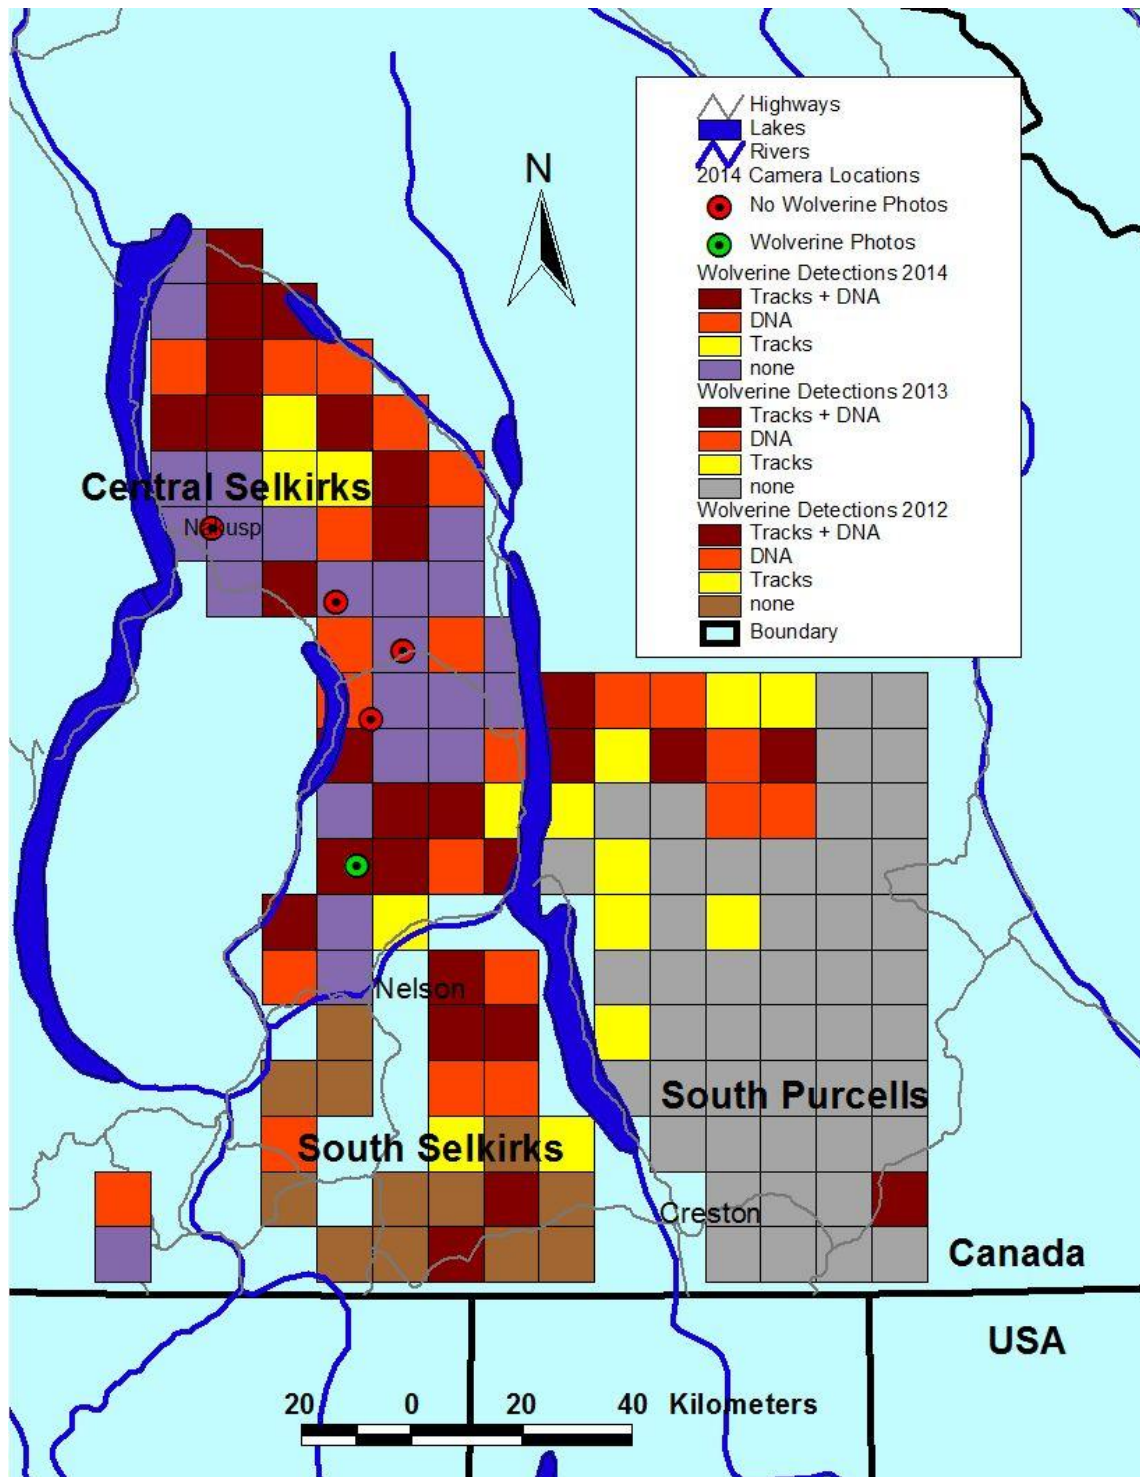 Highways
Lakes
Rivers
2014 Camera Locations
No Wolverine Photos
Wolverine Photos
Wolverine Detections 2014
Tracks + DNA
DNA
Tracks
none
Wolverine Detections 2013
Tracks + DNA
DNA
Tracks
none
Wolverine Detections 2012
Tracks + DNA
DNA
Tracks
none
Boundary
N
Central Selkirks
Nakusp
Nelson
South Purcells
South Selkirks
Creston
Canada
USA
20 0 20 40 Kilometers